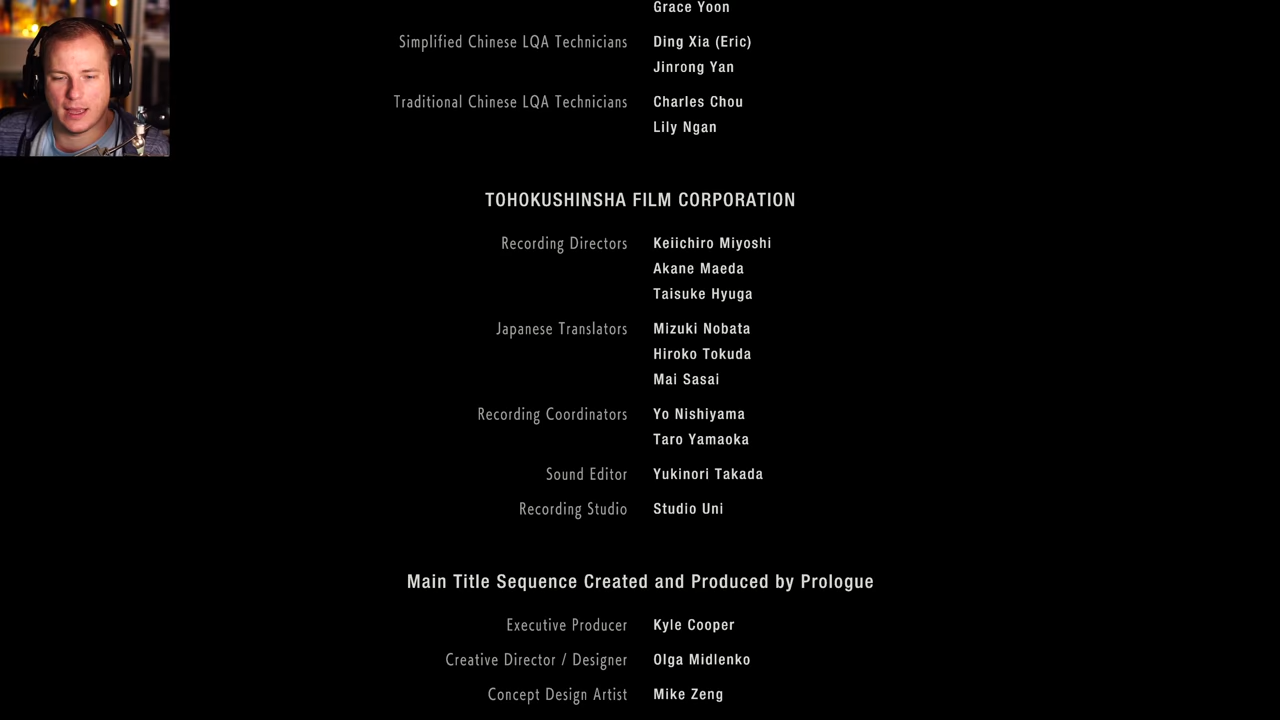 Grace Yoon
Simplified Chinese LQA Technicians Ding Xia (Eric)
Jinrong Yan
Traditional Chinese LQA Technicians Charles Chou
Lily Ngan
TOHOKUSHINSHA FILM CORPORATION
Recording Directors Keiichiro Miyoshi
Akane Maeda
Taisuke Hyuga
Japanese Translators Mizuki Nobata
Hiroko Tokuda
Mai Sasai
Recording Coordinators Yo Nishiyama
Taro Yamaoka
Sound Editor Yukinori Takada
Recording Studio Studio Uni
Main Title Sequence Created and Produced by Prologue
Executive Producer Kyle Cooper
Creative Director / Designer Olga Midlenko
Concept Design Artist Mike Zeng